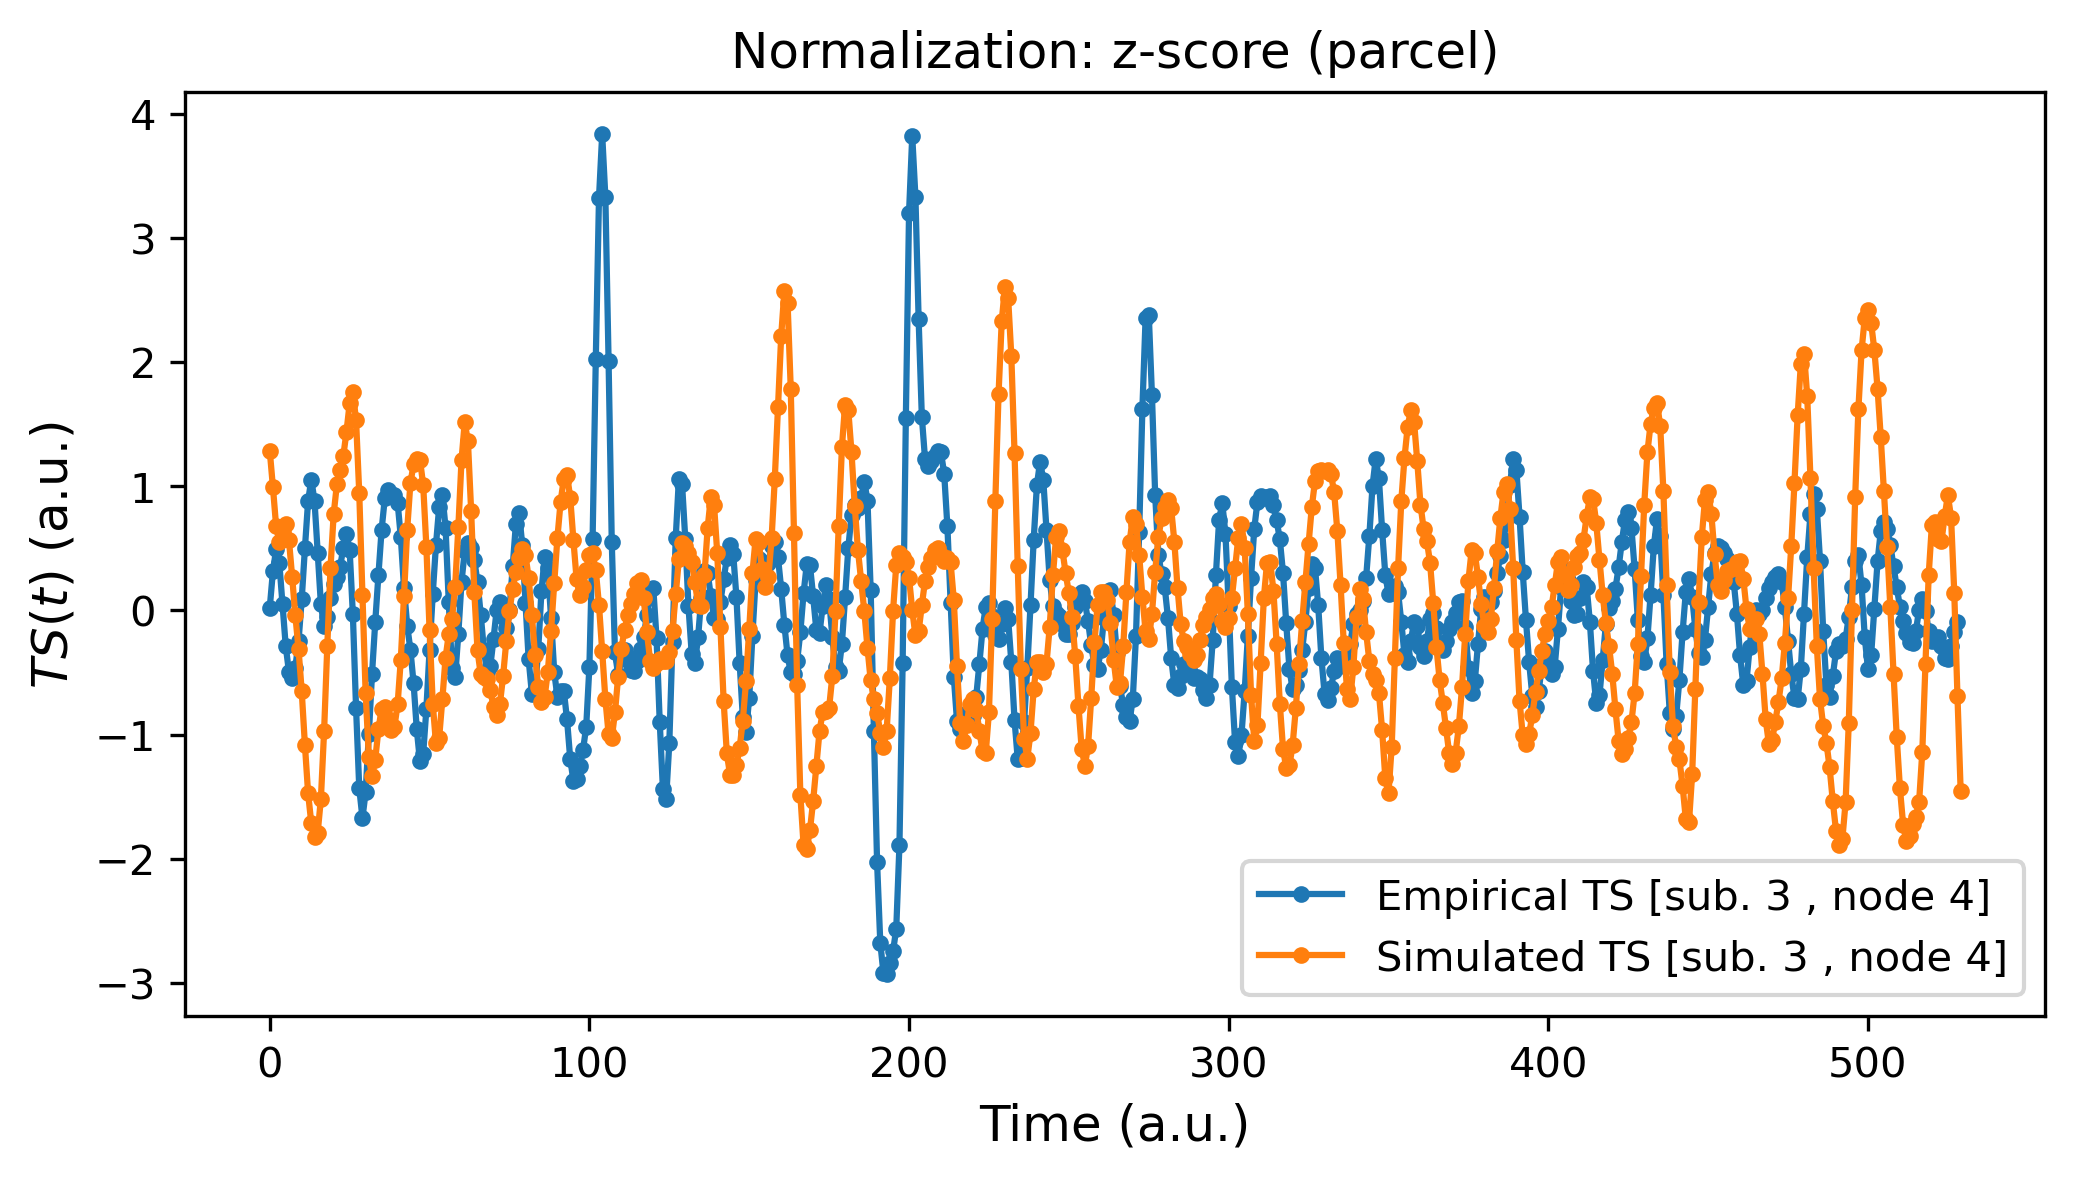 Normalization: z-score (parcel)
TS(t) (a.u.)
4
3
2
1
0
−1
−2
−3
Empirical TS [sub. 3 , node 4]
Simulated TS [sub. 3 , node 4]
0 100 200 300 400 500
Time (a.u.)